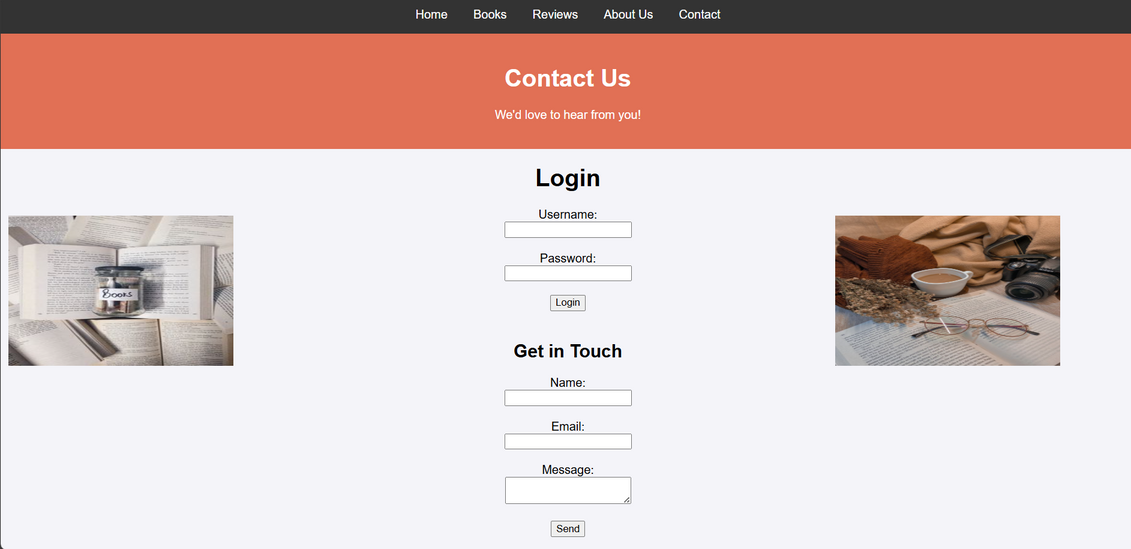 Home Books Reviews About Us Contact
Contact Us
We'd love to hear from you!
Login
Username:
Password:
Login
Books
Get in Touch
Name:
Email:
Message:
Send